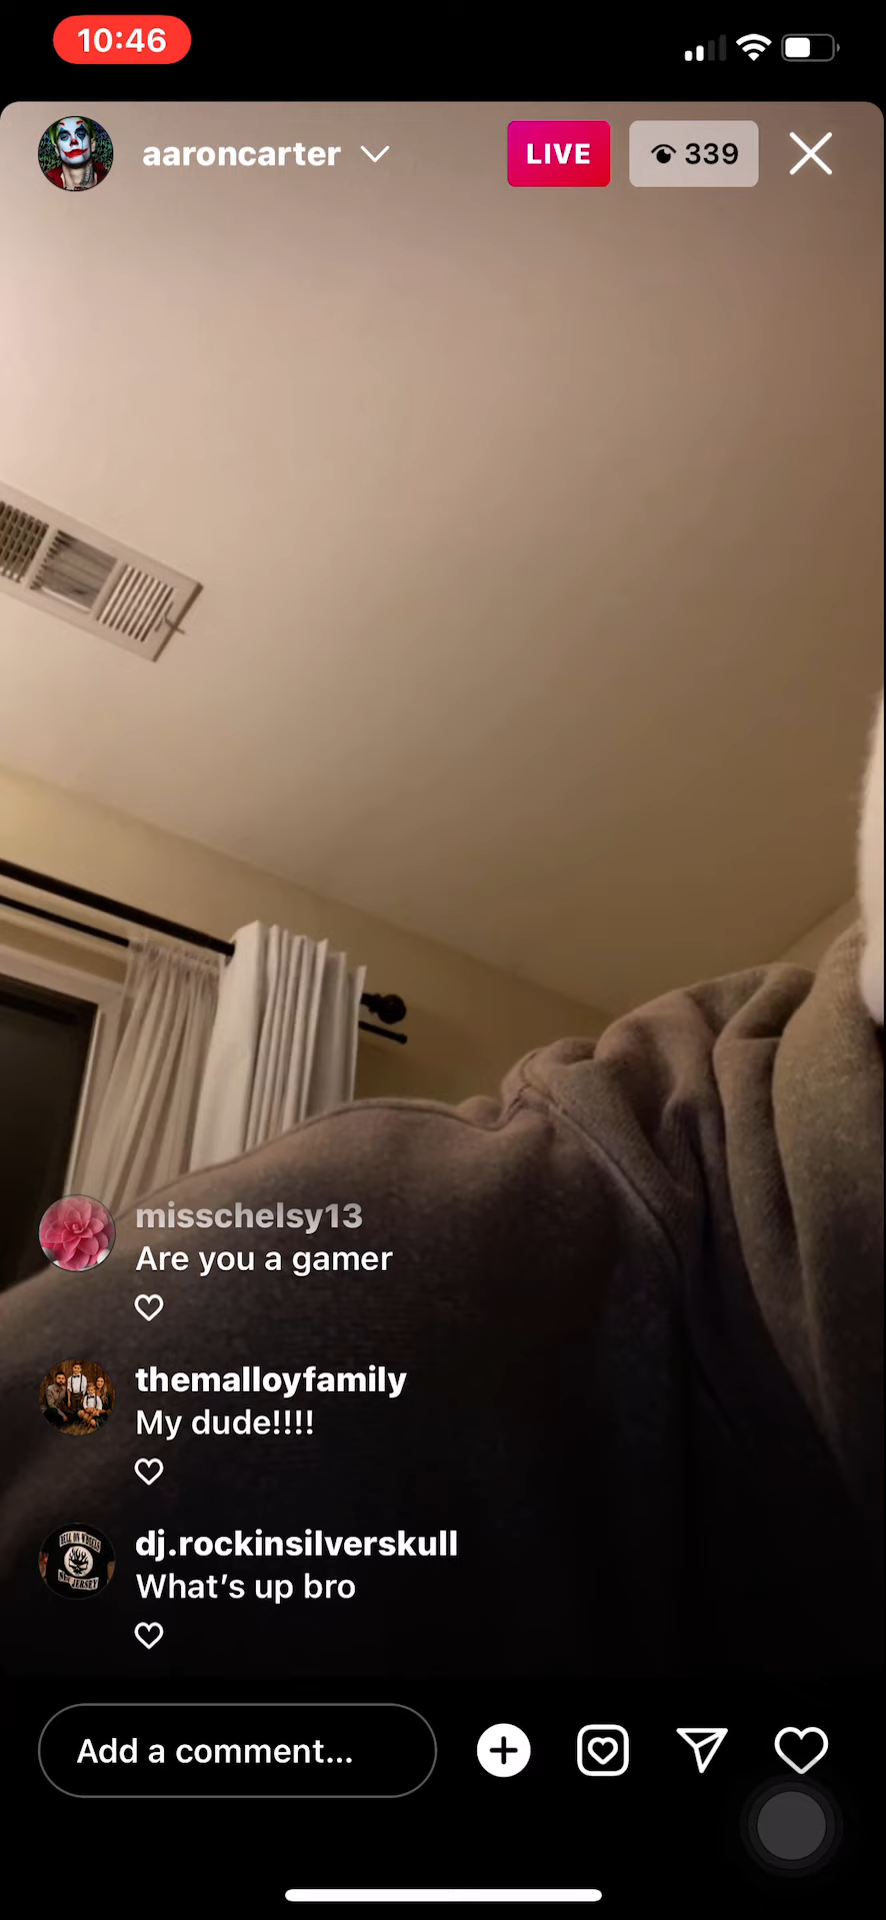 10:46
aaroncarter
LIVE
339
misschelsy13
Are you a gamer
themalloyfamily
My dude!!!!
dj.rockinsilverskull
What's up bro
Add a comment...